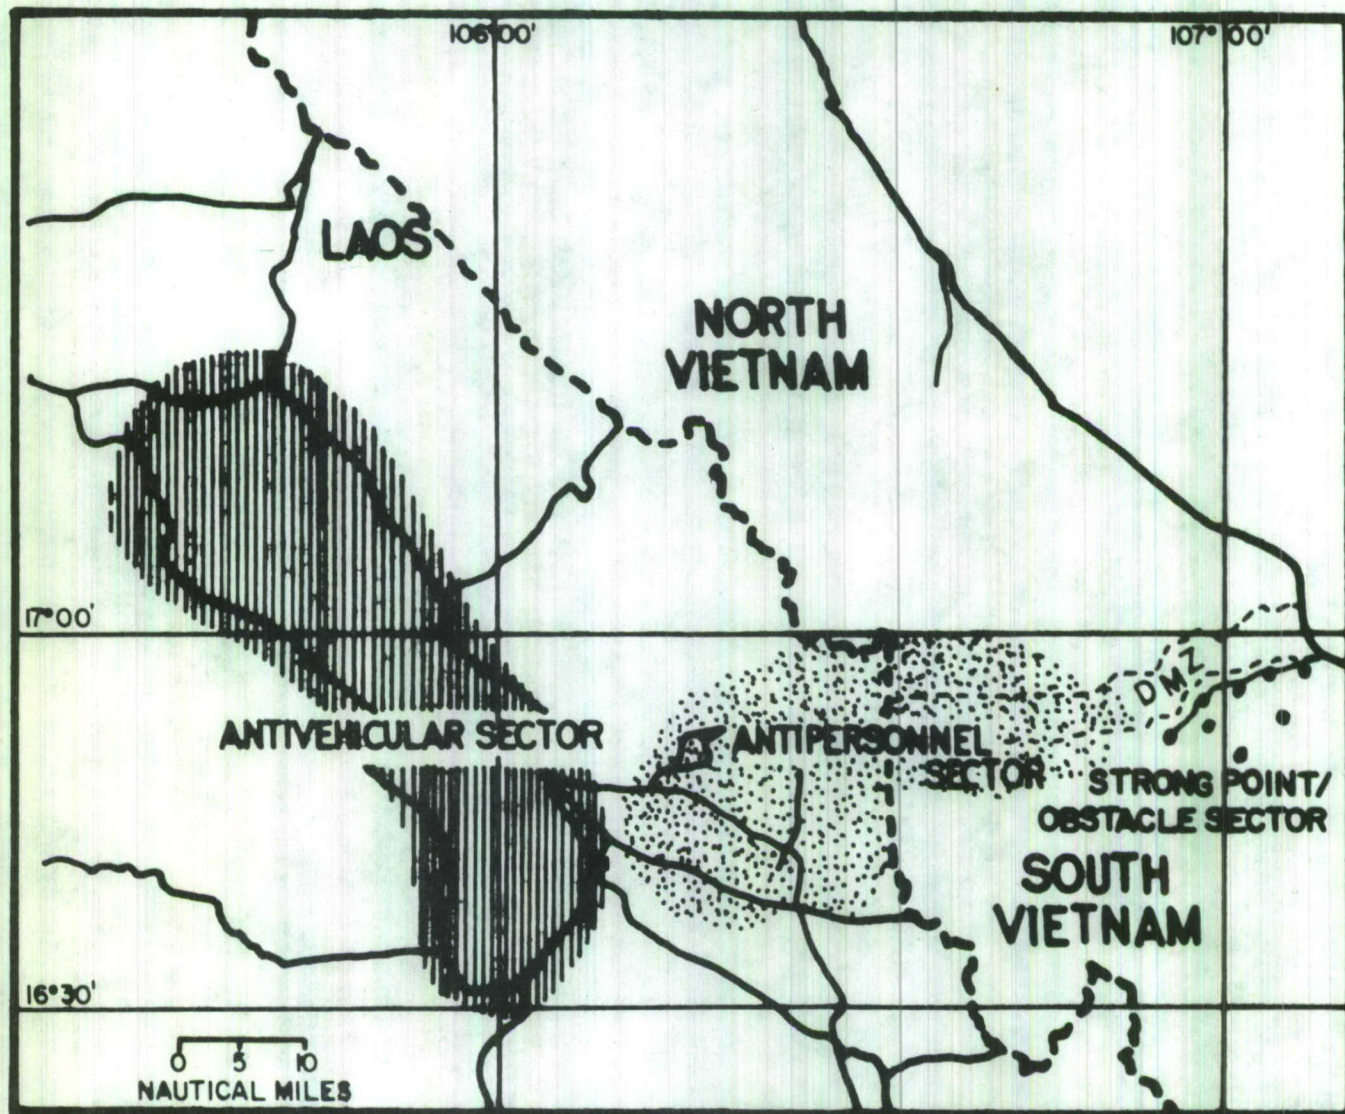 106°00'
107°00'
LAOS
NORTH
VIETNAM
17°00'
DMZ
ANTIVEHICULAR SECTOR
ANTIPERSONNEL
SECTOR
STRONG POINT/
OBSTACLE SECTOR
SOUTH
VIETNAM
16°30'
0 5 10
NAUTICAL MILES